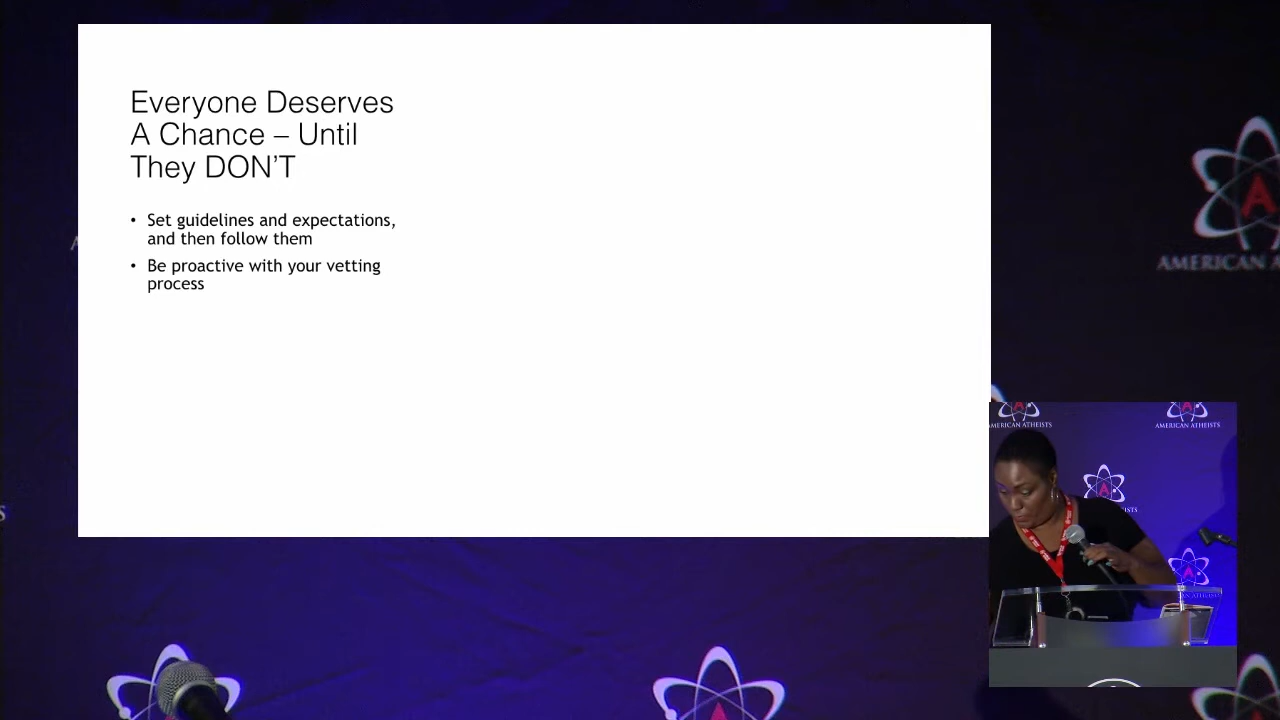 Everyone Deserves
A Chance – Until
They DON'T
• Set guidelines and expectations,
and then follow them
• Be proactive with your vetting
process
A
AMERICAN A
A
AMERICAN ATHEISTS
A
AMERICAN ATHEISTS
A
A